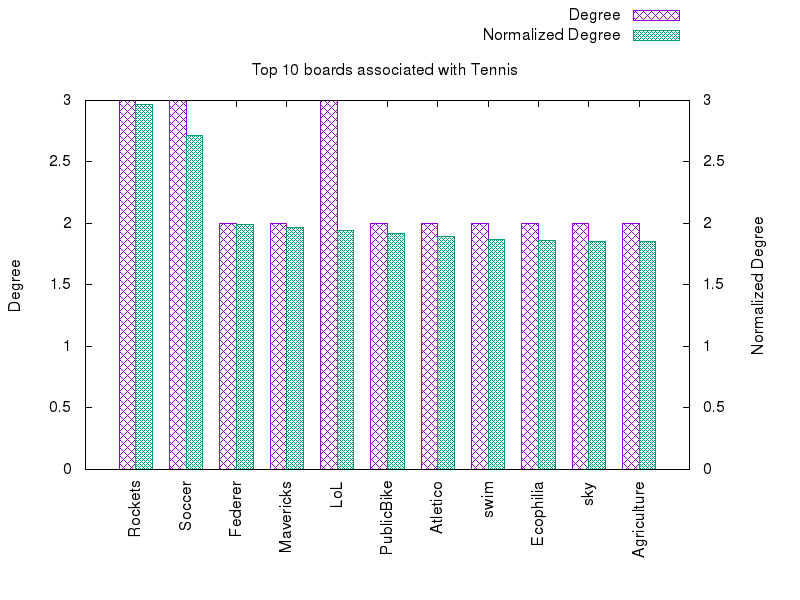 Degree
Normalized Degree
Top 10 boards associated with Tennis
3
2.5
2
1.5
1
0.5
0
3
2.5
2
1.5
1
0.5
0
Degree
Normalized Degree
Rockets
Soccer
Federer
Mavericks
LoL
PublicBike
Atletico
swim
Ecophilia
sky
Agriculture